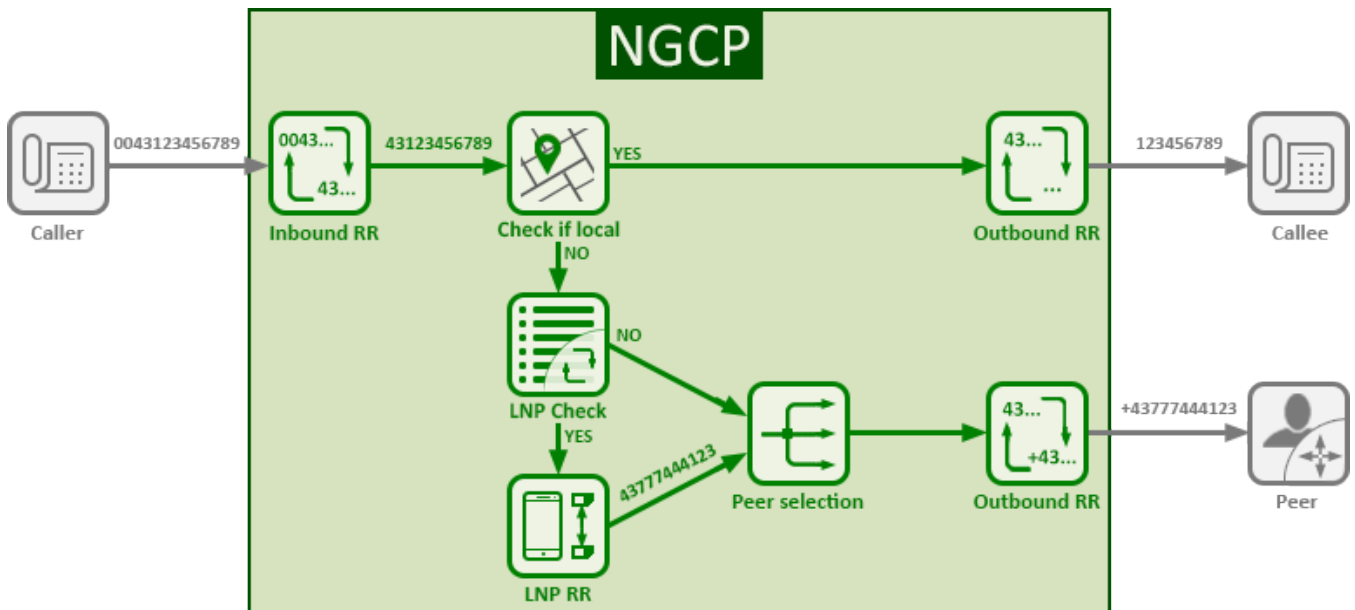 NGCP
0043123456789
0043...
43...
43123456789
YES
43...
...
123456789
Caller
Inbound RR
Check if local
Outbound RR
Callee
NO
NO
LNP Check
YES
43777444123
43...
+43...
+43777444123
Peer selection
Outbound RR
Peer
LNP RR